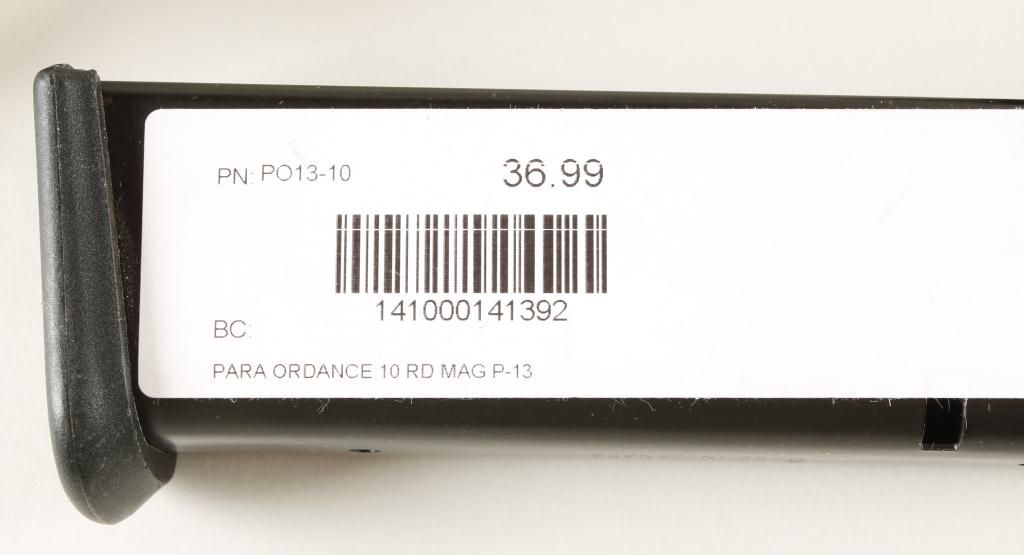 PN: PO13-10
36.99
141000141392
BC:
PARA ORDANCE 10 RD MAG P-13